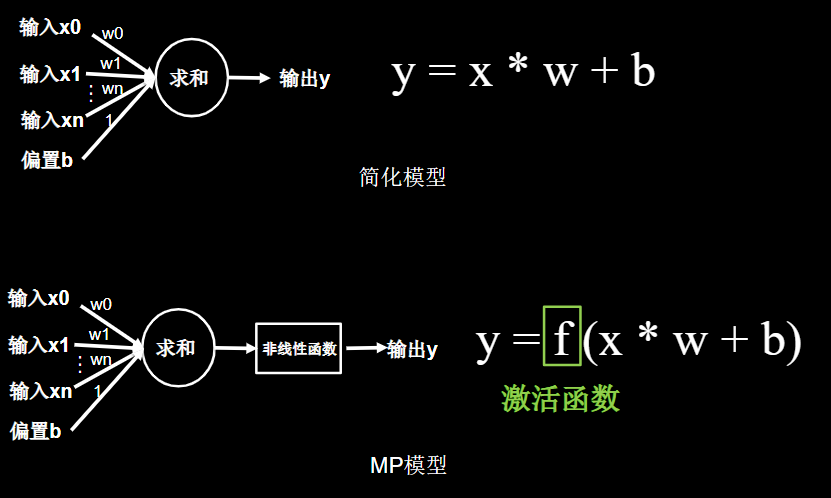 输入x0
w0
输入x1
w1
⋮
wn
输入xn
1
偏置b
求和
输出y
y = x * w + b
简化模型
输入x0
w0
输入x1
w1
⋮
wn
输入xn
1
偏置b
求和
非线性函数
输出y
y = f (x * w + b)
激活函数
MP模型